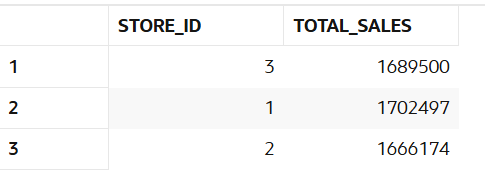 STORE_ID TOTAL_SALES
1 3 1689500
2 1 1702497
3 2 1666174